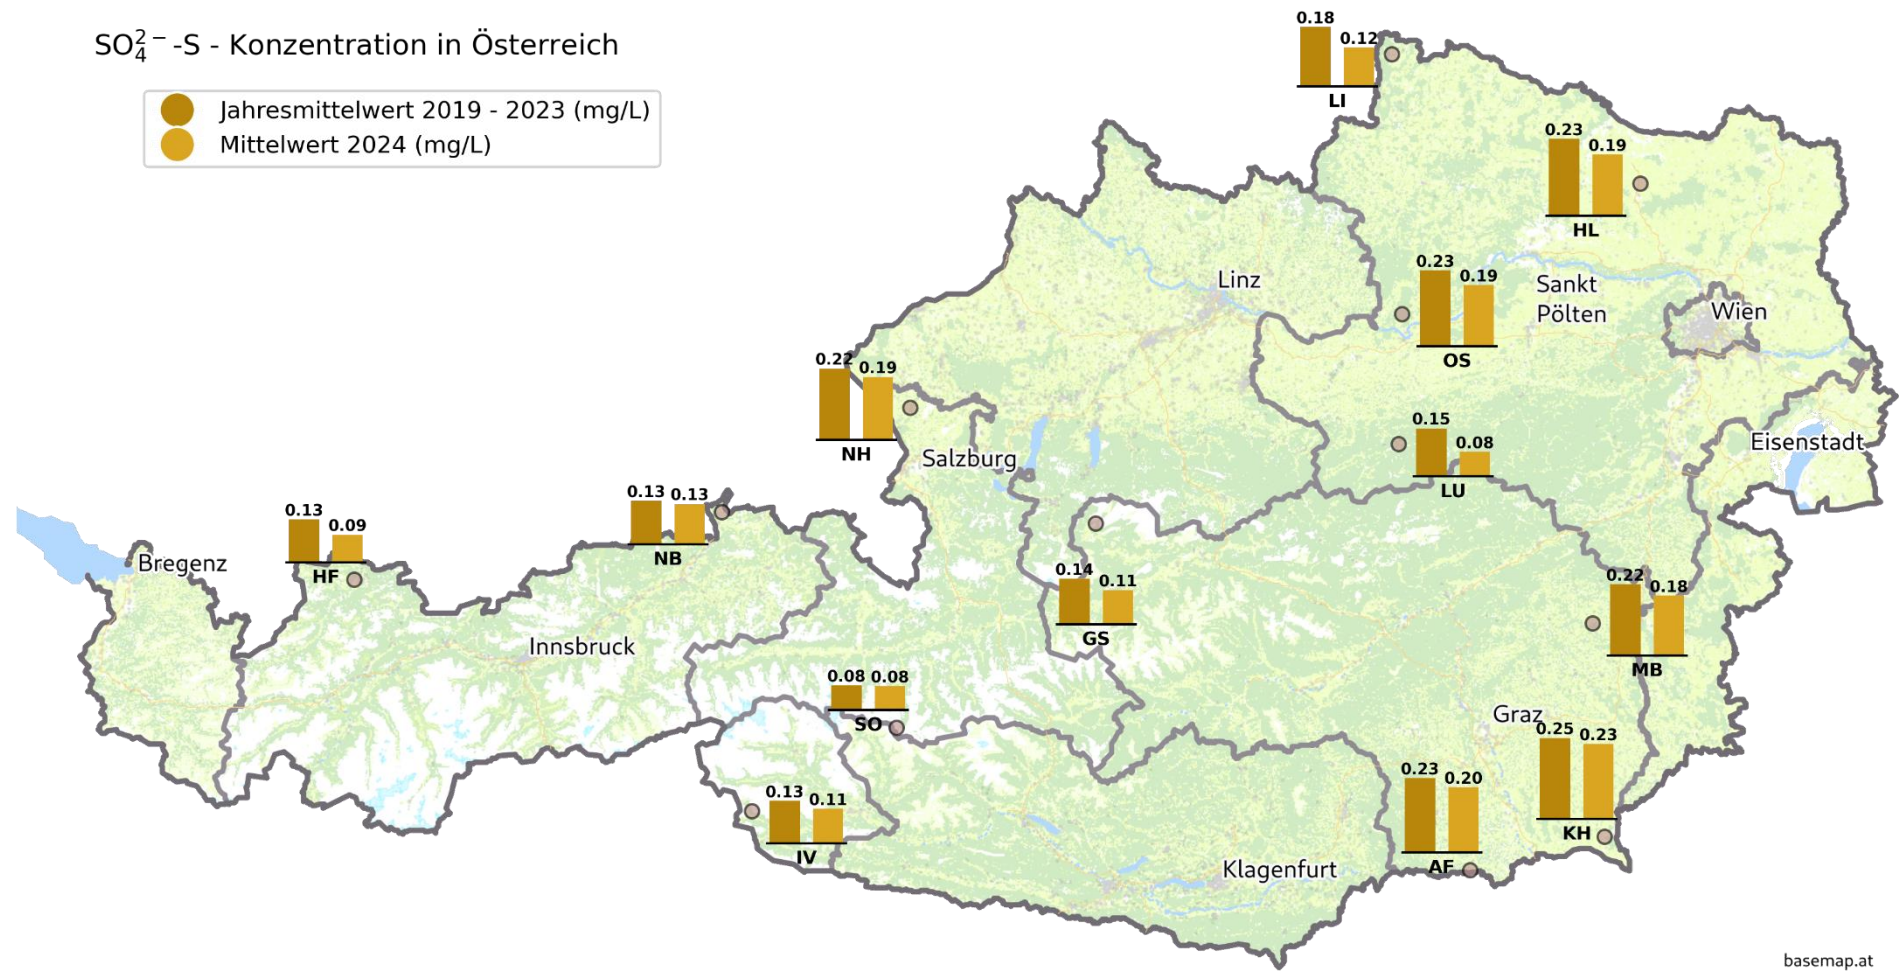 SO₄²⁻-S - Konzentration in Österreich
Jahresmittelwert 2019 - 2023 (mg/L)
Mittelwert 2024 (mg/L)
0.18
0.12
LI
0.23
0.19
HL
0.23
0.19
OS
Linz
Sankt
Pölten
Wien
0.22
0.19
NH
Salzburg
0.15
0.08
LU
Eisenstadt
0.13
0.09
HF
Bregenz
0.13
0.13
NB
Innsbruck
0.14
0.11
GS
0.22
0.18
MB
0.08
0.08
SO
Graz
0.25
0.23
KH
0.13
0.11
IV
0.23
0.20
AF
Klagenfurt
basemap.at